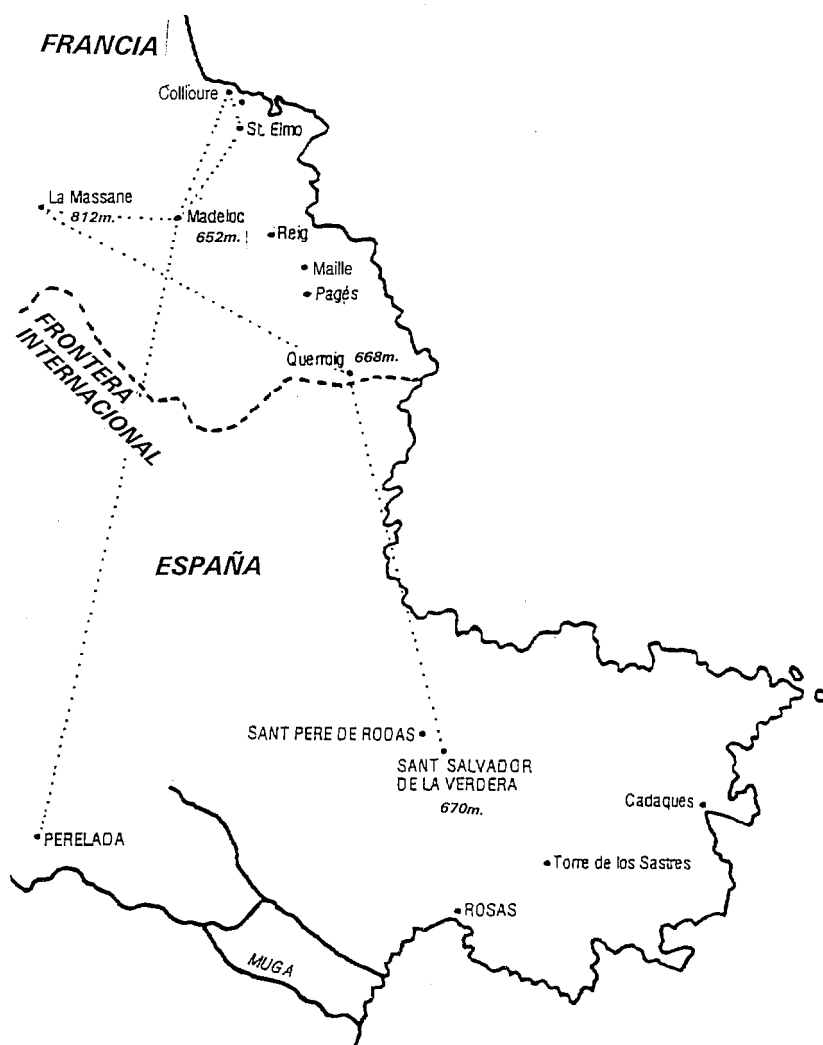 FRANCIA
Collioure
St. Elmo
La Massane
812m.
Madeloc
652m.
Reig
Maille
Pagés
Querroig 668m.
FRONTERA
INTERNACIONAL
ESPAÑA
SANT PERE DE RODAS
SANT SALVADOR
DE LA VERDERA
670m.
Cadaques
PERELADA
Torre de los Sastres
ROSAS
MUGA